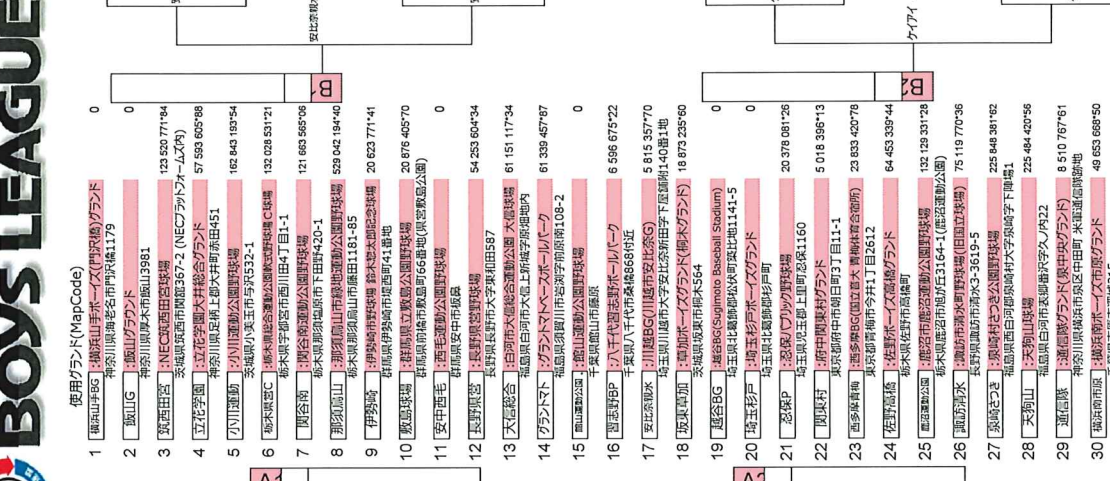 BOYS LEAGUE
使用グランド(MapCode)
1 横浜山手BG :横浜山手ボーイズ(門沢橋)グランド 0
神奈川県海老名市門沢橋1179
2 飯山G :飯山グラウンド 0
神奈川県厚木市飯山3981
3 筑西田宮 :NEC筑西田宮球場 123 520 771*84
茨城県筑西市関舘367-2 (NECプラットフォームズ内)
4 立花学園 :立花学園大井総合グランド 57 593 605*88
神奈川県足柄上郡大井町赤田451
5 小川運動 :小川運動公園野球場 162 843 193*54
茨城県小美玉市与沢532-1
6 栃木県営C :栃木県総合運動公園軟式野球場C球場 132 028 531*21
栃木県宇都宮市西川田4丁目1-1
7 関谷南 :関谷南運動公園野球場 121 663 565*06
栃木県那須塩原市下田野420-1
8 那須烏山 :那須烏山市緑地運動公園野球場 529 042 194*40
栃木県那須烏山市藤田1181-85
9 伊勢崎 :伊勢崎市野球場 鈴木惣太郎記念球場 20 623 771*41
群馬県伊勢崎市堀口町41番地
10 敷島球場 :群馬県立敷島公園野球場 20 876 405*70
群馬県前橋市敷島町66番地(県営敷島公園)
11 安中西毛 :西毛運動公園野球場 0
群馬県安中市板鼻
12 長野県営 :長野県営野球場 54 253 604*34
長野県長野市大字東和田587
13 大信総合 :白河市大信総合運動公園 大信球場 61 151 117*34
福島県白河市大信上新城字原畑地内
14 グランドマト :グランドマトベースボールパーク 61 339 457*87
福島県須賀川市滑川字前原南108-2
15 館山運動公園 :館山運動公園野球場 0
千葉県館山市藤原
16 習志野BP :八千代習志野ボールパーク 6 596 675*22
千葉県八千代市桑橋868付近
17 安比奈親水 :川越BG(川越市安比奈G) 5 815 357*70
埼玉県川越市大字安比奈新田字下屋舗附140番1地
18 坂東草加 :草加ボーイズグランド(桐木グランド) 18 873 235*60
茨城県坂東市桐木564
19 越谷BG :越谷BG(Sugimoto Baseball Stadium) 0
埼玉県北葛飾郡松伏町築比地1141-5
20 埼玉杉戸 :埼玉杉戸ボーイズグランド 0
埼玉県北葛飾郡杉戸町
21 忍保P :忍保パブリック野球場 20 378 081*26
埼玉県児玉郡上里町忍保1160
22 関東村 :府中関東村グランド 5 018 396*13
東京都府中市朝日町3丁目11-1
23 西多摩青梅 :西多摩BG(国立音大 青梅体育合宿所) 23 833 420*78
東京都青梅市今井1丁目2612
24 佐野高橋 :佐野ボーイズ高橋グランド 64 453 339*44
栃木県佐野市高橋町
25 鹿沼運動公園 :鹿沼市鹿沼運動公園野球場 132 129 331*28
栃木県鹿沼市旭が丘3164-1(鹿沼運動公園)
26 諏訪清水 :諏訪市清水町野球場(旧国立球場) 75 119 770*36
長野県諏訪市清水3-3619-5
27 泉崎さつき :泉崎村さつき公園野球場 225 848 381*62
福島県西白河郡泉崎村大字泉崎字下陣場1
28 天狗山 :天狗山球場 225 484 420*56
福島県白河市表郷番沢字久ノ内322
29 通信隊 :通信隊グランド(泉中央グランド) 8 510 767*61
神奈川県横浜市泉区中田町 米軍通信隊跡地
30 横浜南市原 :横浜南ボーイズ市原グランド 49 653 668*50
B1
B2
安比奈親水
ケイアイ